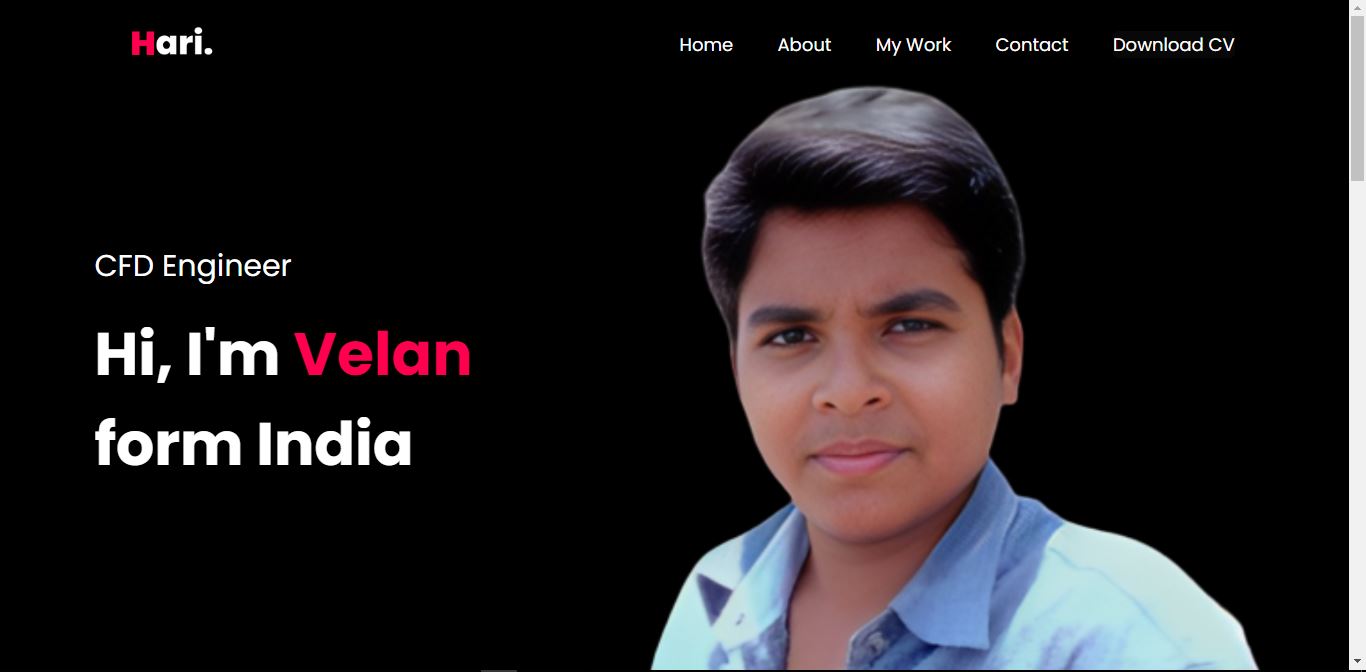 Hari.
Home About My Work Contact Download CV
CFD Engineer
Hi, I'm Velan
form India